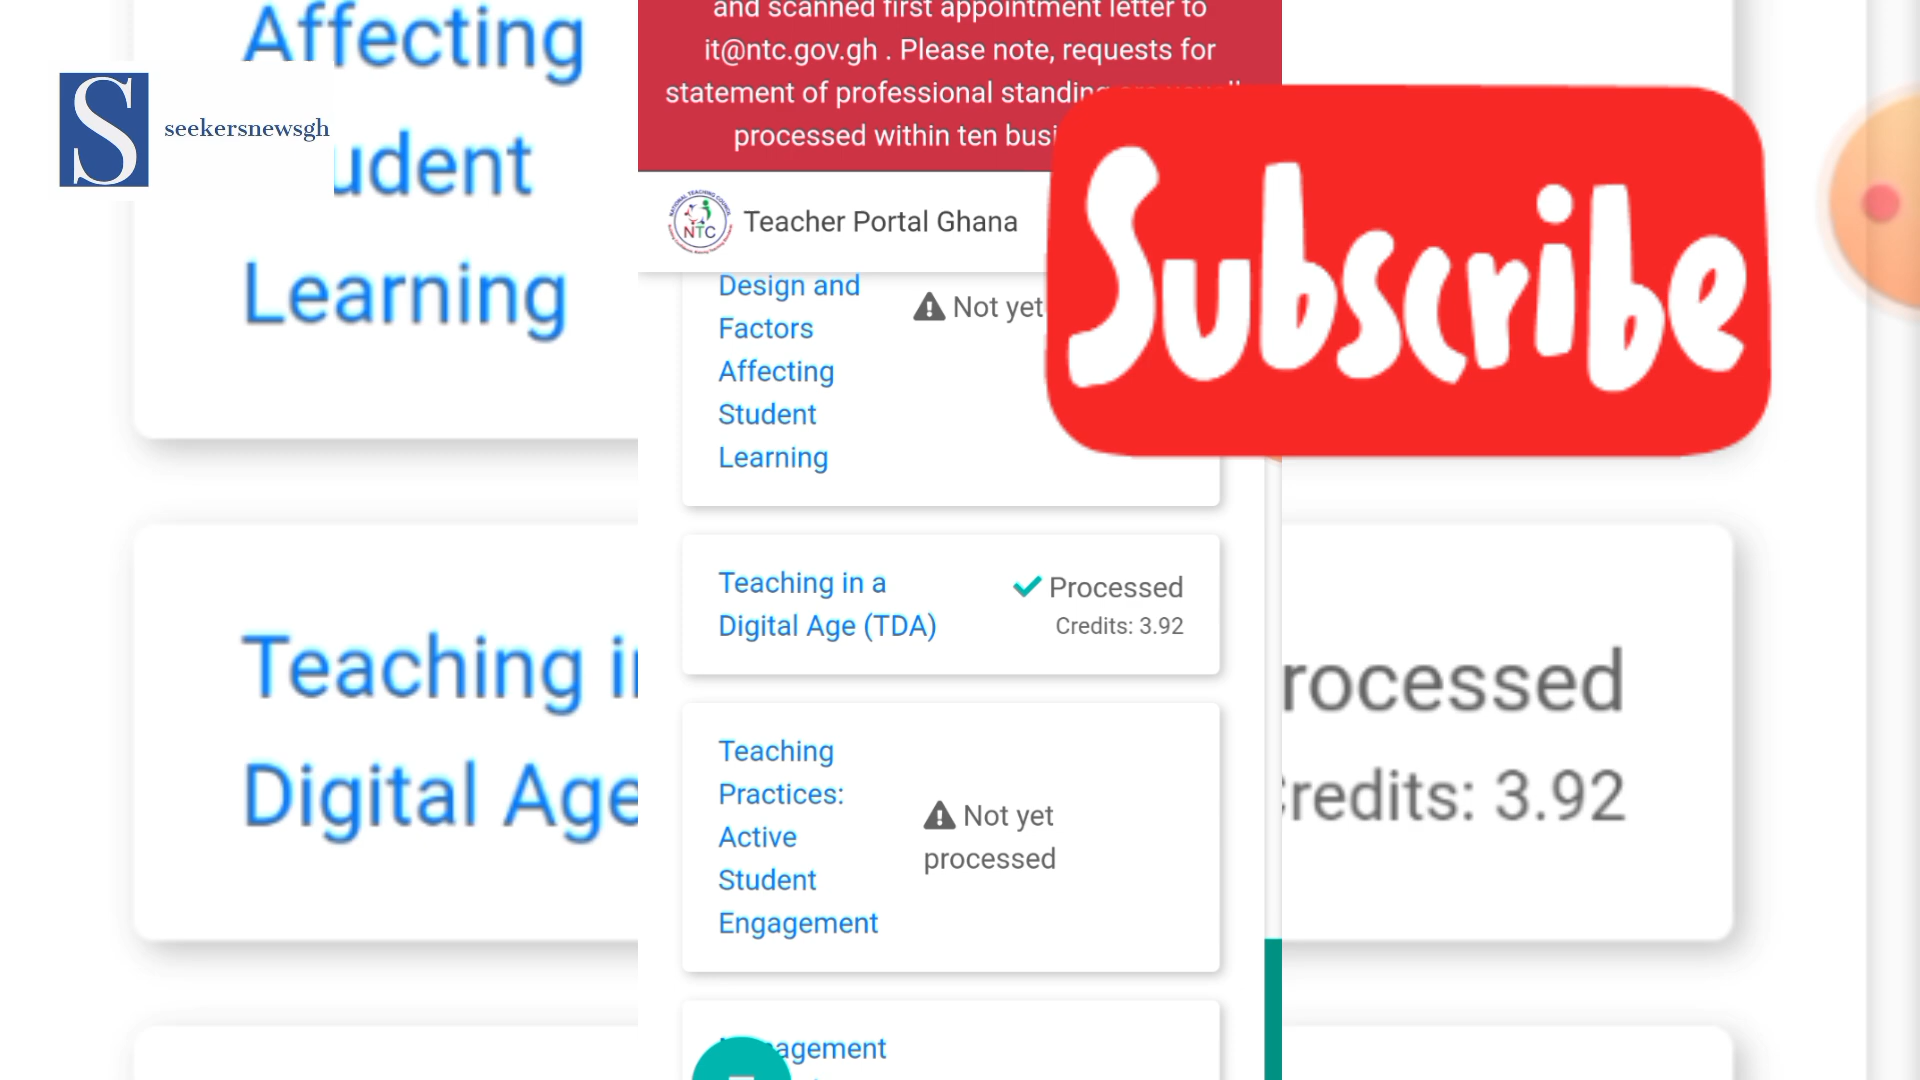 and scanned first appointment letter to
it@ntc.gov.gh . Please note, requests for
statement of professional standing
processed within ten
Teacher Portal Ghana
NTC
Design and
Factors
Affecting
Student
Learning
Not yet
Teaching in a
Digital Age (TDA)
Processed
Credits: 3.92
Teaching
Practices:
Active
Student
Engagement
Not yet
processed
Subscribe
S
seekersnewsgh
Affecting
udent
Learning
Teaching
Digital Age
rocessed
redits: 3.92